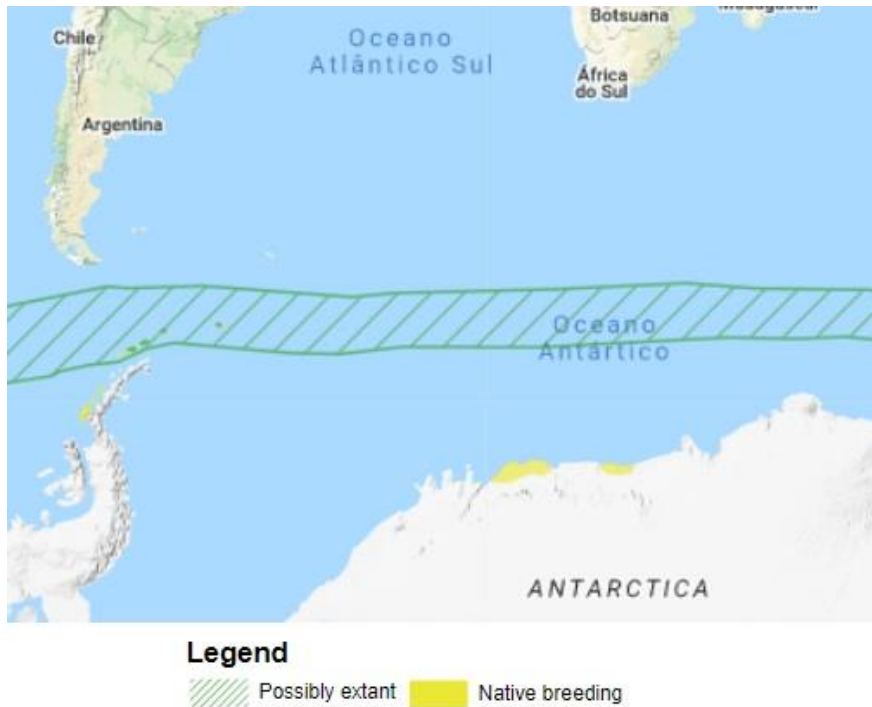 Botsuana
Chile
Oceano
Atlântico Sul
África
do Sul
Argentina
Oceano
Antártico
ANTARCTICA
Legend
Possibly extant
Native breeding